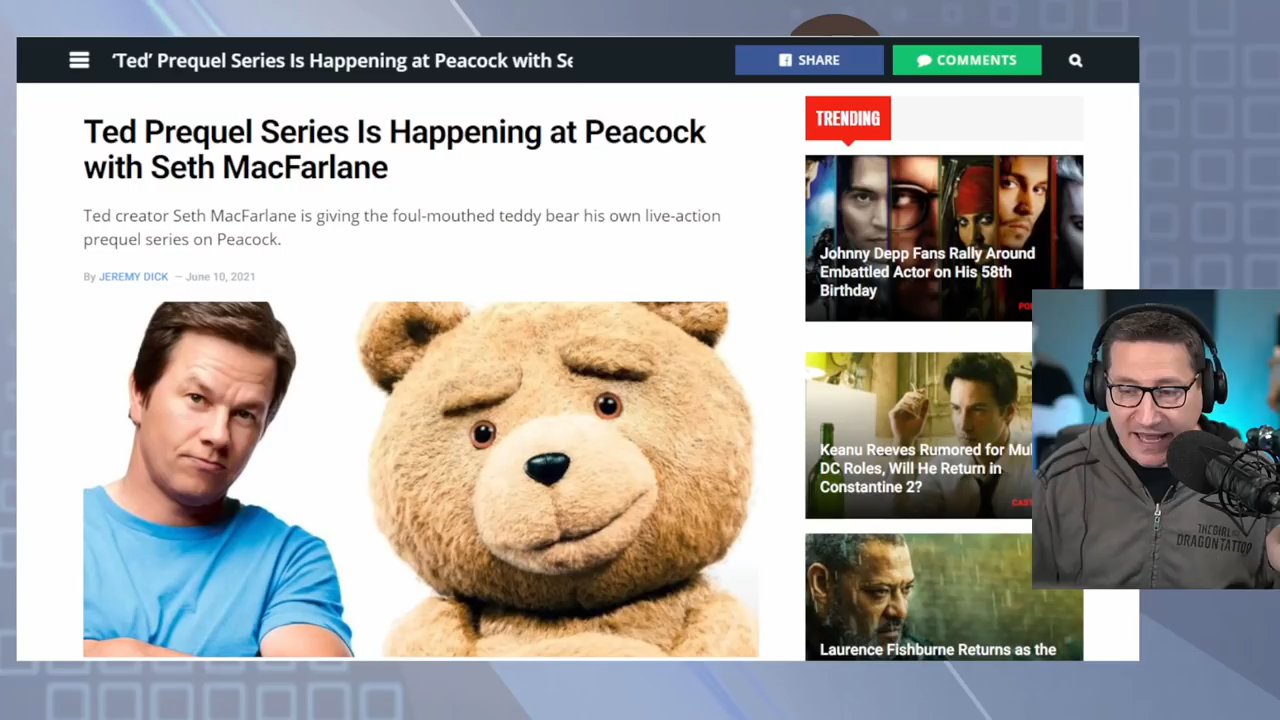 ‘Ted’ Prequel Series Is Happening at Peacock with
SHARE
COMMENTS
Ted Prequel Series Is Happening at Peacock
with Seth MacFarlane
Ted creator Seth MacFarlane is giving the foul-mouthed teddy bear his own live-action
prequel series on Peacock.
By JEREMY DICK — June 10, 2021
TRENDING
Johnny Depp Fans Rally Around
Embattled Actor on His 58th
Birthday
Keanu Reeves Rumored for
DC Roles, Will He Return in
Constantine 2?
Laurence Fishburne Returns as the
THE GIRL
DRAGON TATTOO